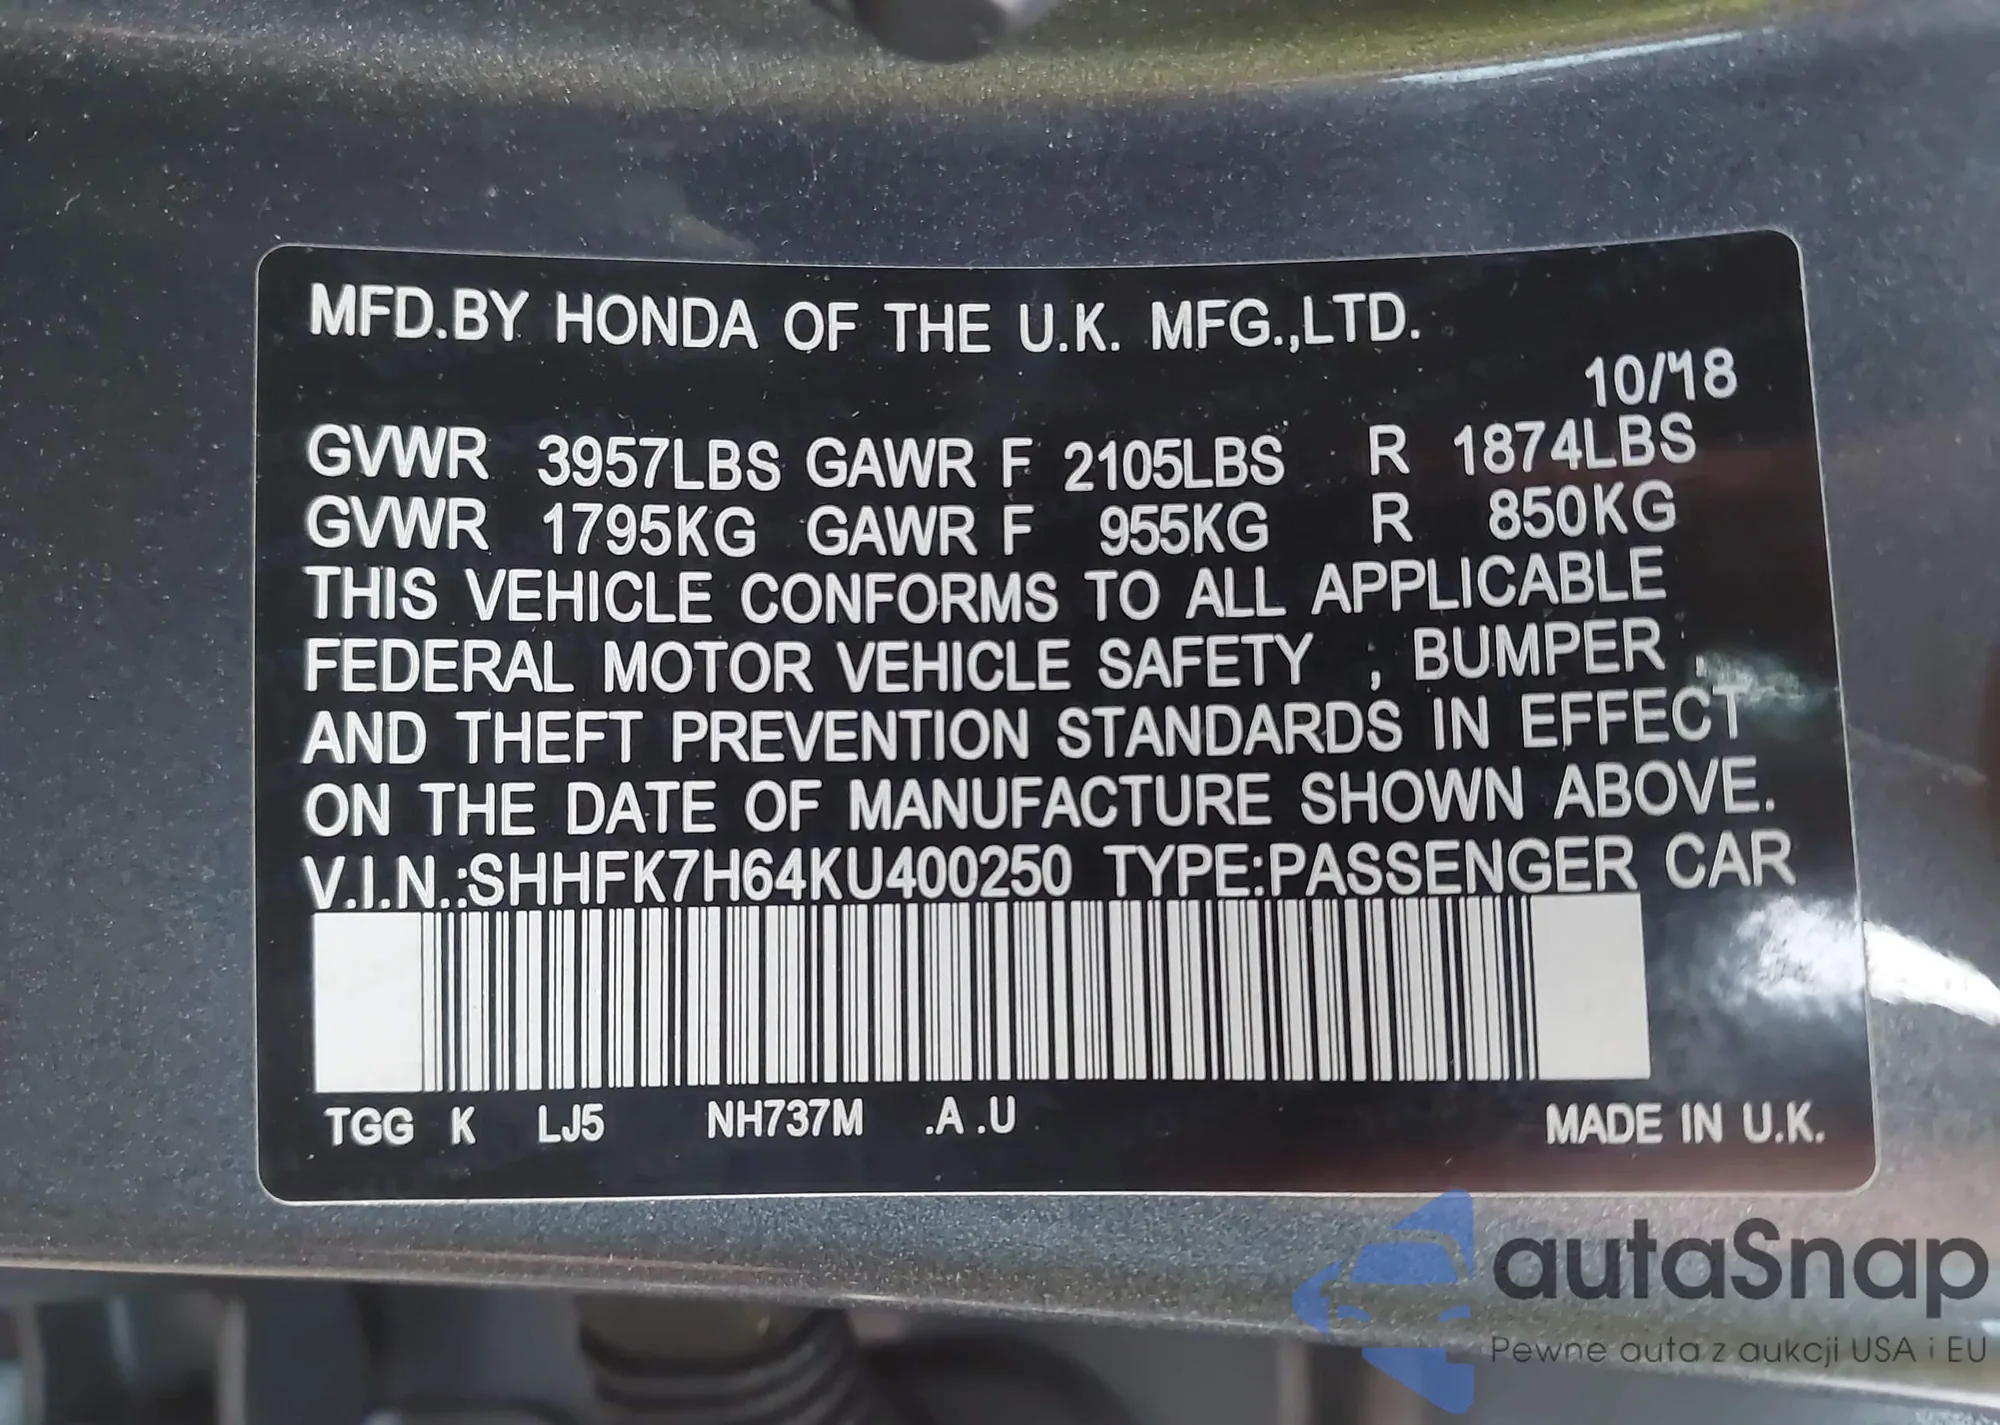 MFD.BY HONDA OF THE U.K. MFG.,LTD.
10/'18
GVWR 3957LBS GAWR F 2105LBS R 1874LBS
GVWR 1795KG GAWR F 955KG R 850KG
THIS VEHICLE CONFORMS TO ALL APPLICABLE
FEDERAL MOTOR VEHICLE SAFETY , BUMPER ,
AND THEFT PREVENTION STANDARDS IN EFFECT
ON THE DATE OF MANUFACTURE SHOWN ABOVE.
V.I.N.:SHHFK7H64KU400250 TYPE:PASSENGER CAR
TGG K LJ5 NH737M .A .U MADE IN U.K.
autaSnap
Pewne auta z aukcji USA i EU